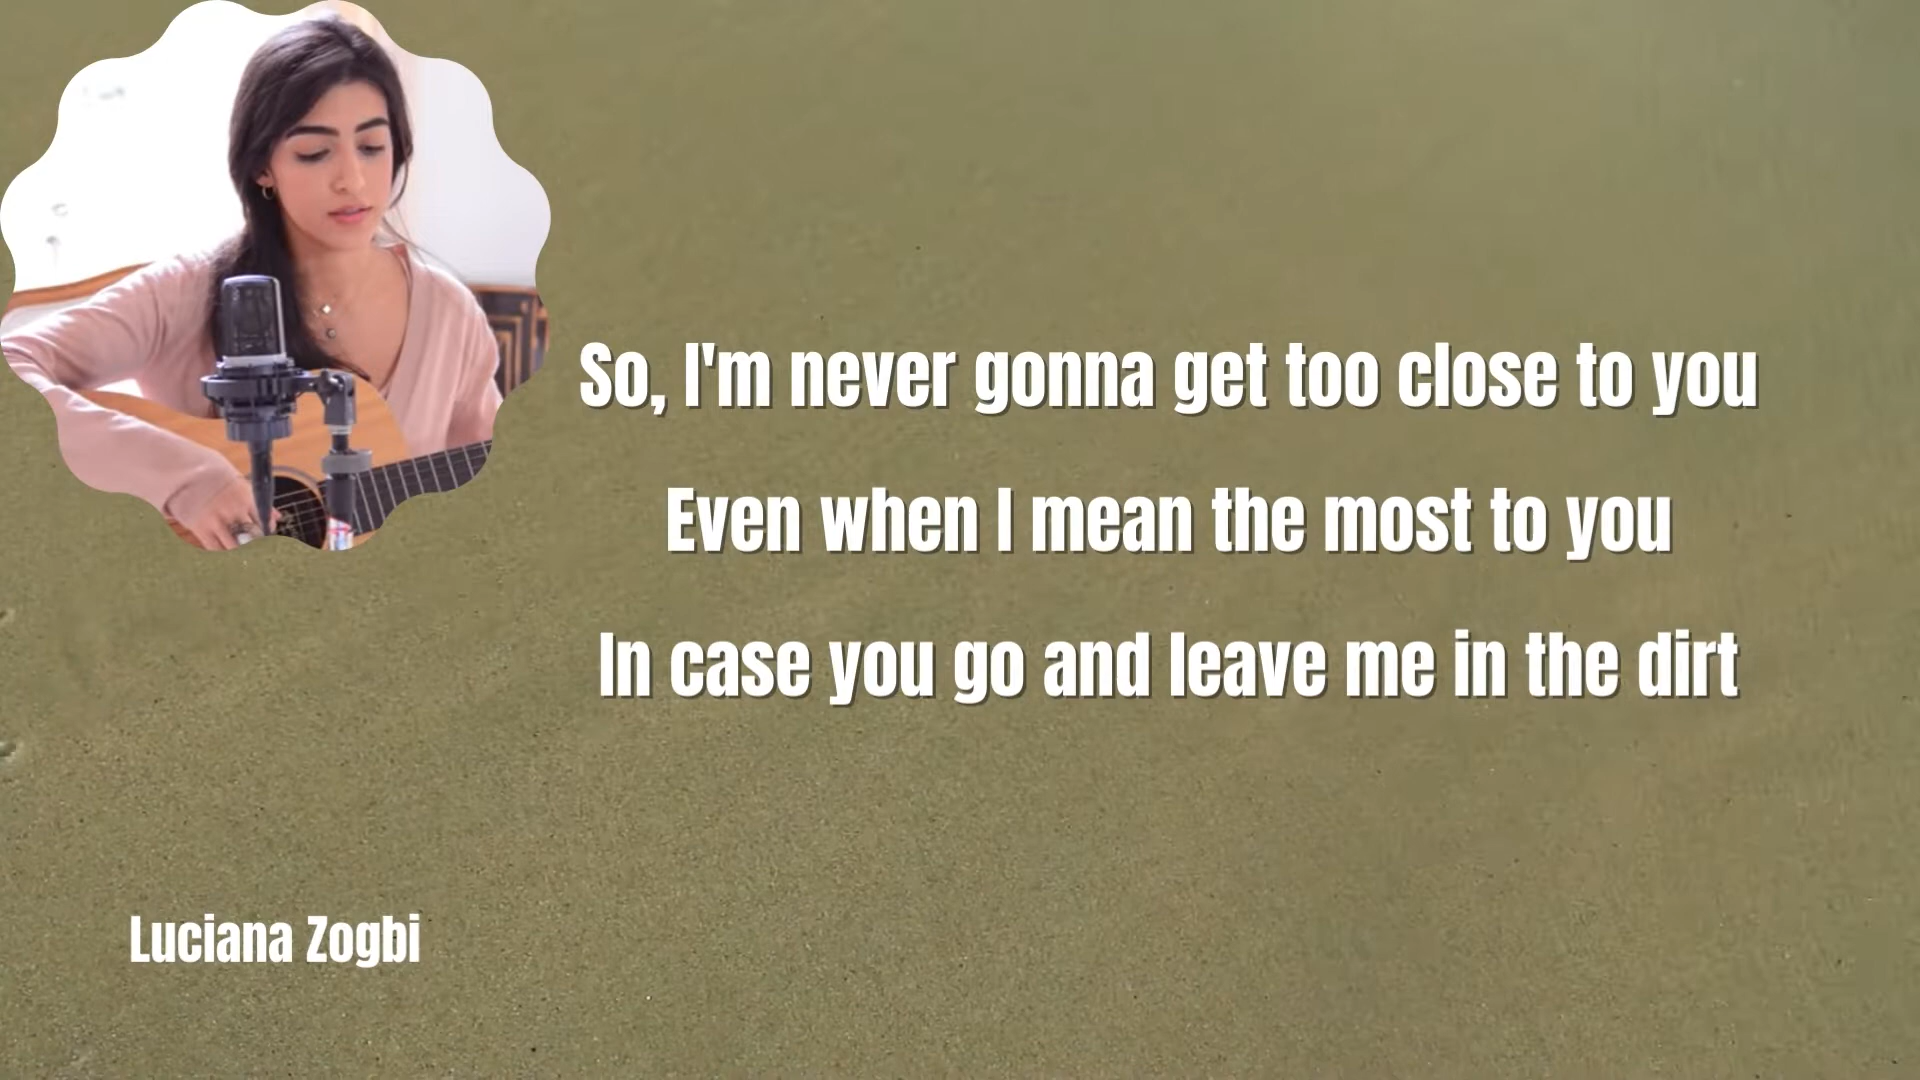 So, I'm never gonna get too close to you
Even when I mean the most to you
In case you go and leave me in the dirt
Luciana Zogbi